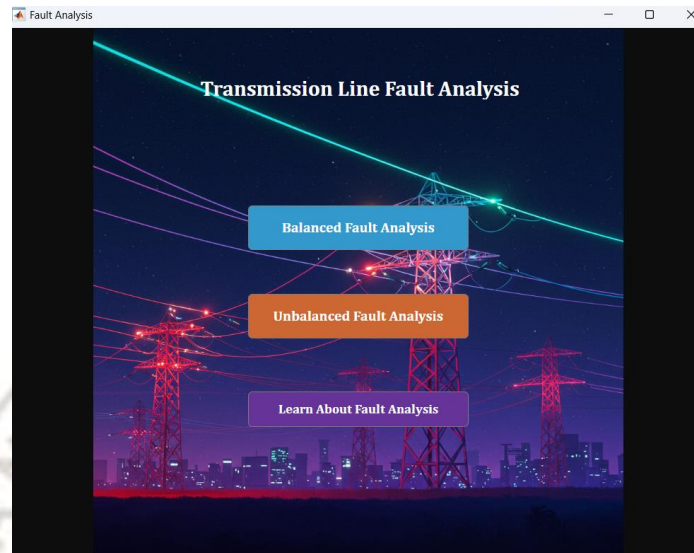 Fault Analysis
Transmission Line Fault Analysis
Balanced Fault Analysis
Unbalanced Fault Analysis
Learn About Fault Analysis